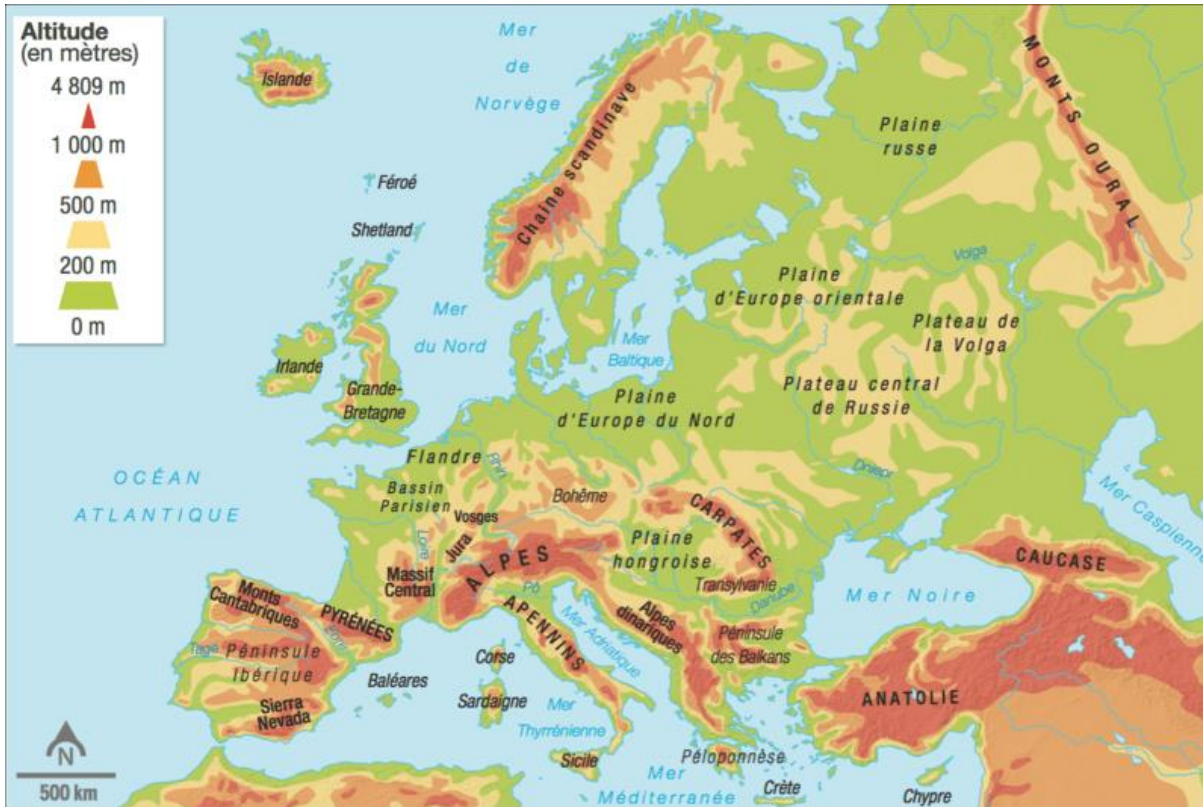 Altitude
(en mètres)
4 809 m
1 000 m
500 m
200 m
0 m
Islande
Mer
de
Norvège
Féroé
Shetland
Chaine scandinave
MONTS OURAL
Plaine
russe
Volga
Plaine
d'Europe orientale
Plateau de
la Volga
Mer
du Nord
Mer
Baltique
Irlande
Grande-
Bretagne
Plaine
d'Europe du Nord
Plateau central
de Russie
OCÉAN
ATLANTIQUE
Flandre
Rhin
Bassin
Parisien
Vosges
Bohême
Dniepr
Loire
Jura
CARPATES
Mer Caspienne
Massif
Central
ALPES
Plaine
hongroise
Transylvanie
CAUCASE
Pô
Danube
Mer Noire
Monts
Cantabriques
PYRÉNÉES
Èbre
APENNINS
Mer Adriatique
Alpes
dinariques
Péninsule
des Balkans
Tage
Péninsule
Ibérique
Corse
Baléares
Sardaigne
ANATOLIE
Sierra
Nevada
Mer
Thyrrénienne
Sicile
Péloponnèse
Mer
Méditerranée
Crète
Chypre
N
500 km